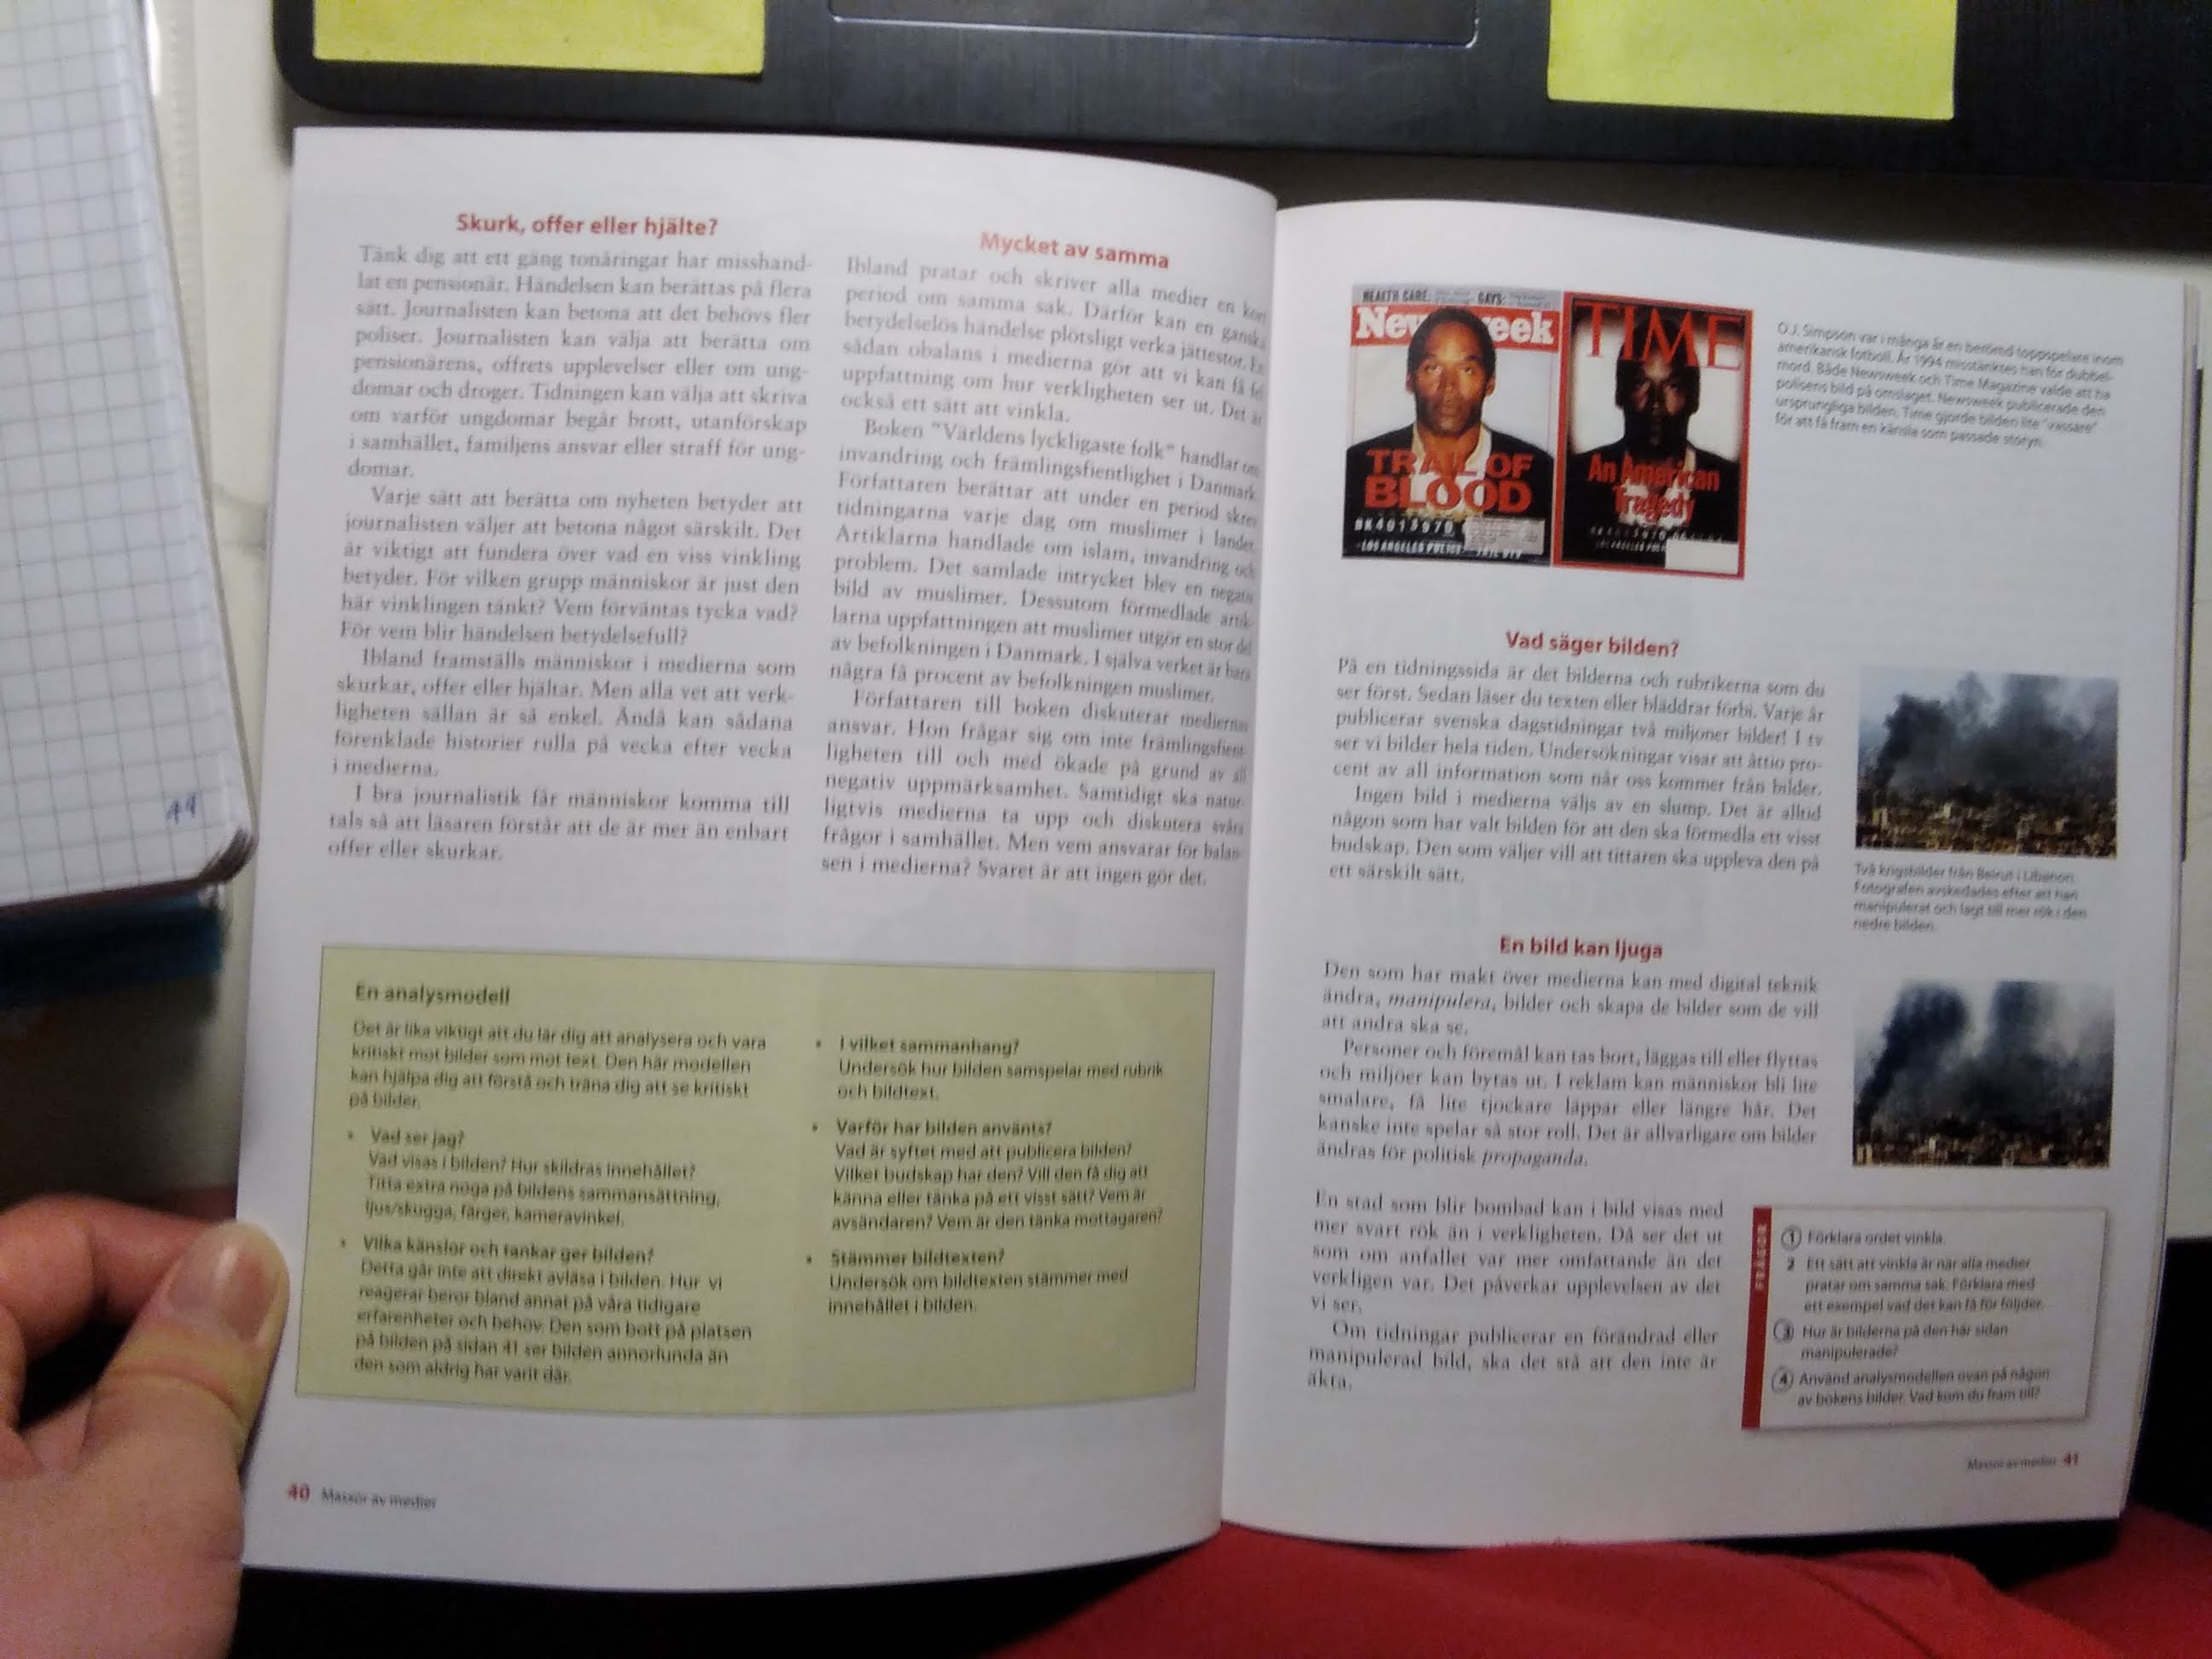 44
Skurk, offer eller hjälte?
Tänk dig att ett gäng tonåringar har misshand-
lat en pensionär. Händelsen kan berättas på flera
sätt. Journalisten kan betona att det behövs fler
poliser. Journalisten kan välja att berätta om
pensionärens, offrets upplevelser eller om ung-
domar och droger. Tidningen kan välja att skriva
om varför ungdomar begår brott, utanförskap
i samhället, familjens ansvar eller straff för ung-
domar.
Varje sätt att berätta om nyheten betyder att
journalisten väljer att betona något särskilt. Det
är viktigt att fundera över vad en viss vinkling
betyder. För vilken grupp människor är just den
här vinklingen tänkt? Vem förväntas tycka vad?
För vem blir händelsen betydelsefull?
Ibland framställs människor i medierna som
skurkar, offer eller hjältar. Men alla vet att verk-
ligheten sällan är så enkel. Ändå kan sådana
förenklade historier rulla på vecka efter vecka
i medierna.
I bra journalistik får människor komma till
tals så att läsaren förstår att de är mer än enbart
offer eller skurkar.
Mycket av samma
Ibland pratar och skriver alla medier en kort
period om samma sak. Därför kan en ganska
betydelselös händelse plötsligt verka jättestor. En
sådan obalans i medierna gör att vi kan få fel
uppfattning om hur verkligheten ser ut. Det är
också ett sätt att vinkla.
Boken "Världens lyckligaste folk" handlar om
invandring och främlingsfientlighet i Danmark.
Författaren berättar att under en period skrev
tidningarna varje dag om muslimer i landet.
Artiklarna handlade om islam, invandring och
problem. Det samlade intrycket blev en negativ
bild av muslimer. Dessutom förmedlade artik-
larna uppfattningen att muslimer utgör en stor del
av befolkningen i Danmark. I själva verket är bara
några få procent av befolkningen muslimer.
Författaren till boken diskuterar mediernas
ansvar. Hon frågar sig om inte främlingsfient-
ligheten till och med ökade på grund av all
negativ uppmärksamhet. Samtidigt ska natur-
ligtvis medierna ta upp och diskutera svåra
frågor i samhället. Men vem ansvarar för balan-
sen i medierna? Svaret är att ingen gör det.
En analysmodell
Det är lika viktigt att du lär dig att analysera och vara
kritiskt mot bilder som mot text. Den här modellen
kan hjälpa dig att förstå och träna dig att se kritiskt
på bilder.
• Vad ser jag?
Vad visas i bilden? Hur skildras innehållet?
Titta extra noga på bildens sammansättning,
ljus/skugga, färger, kameravinkel.
• Vilka känslor och tankar ger bilden?
Detta går inte att direkt avläsa i bilden. Hur vi
reagerar beror bland annat på våra tidigare
erfarenheter och behov. Den som bott på platsen
på bilden på sidan 41 ser bilden annorlunda än
den som aldrig har varit där.
• I vilket sammanhang?
Undersök hur bilden samspelar med rubrik
och bildtext.
• Varför har bilden använts?
Vad är syftet med att publicera bilden?
Vilket budskap har den? Vill den få dig att
känna eller tänka på ett visst sätt? Vem är
avsändaren? Vem är den tänka mottagaren?
• Stämmer bildtexten?
Undersök om bildtexten stämmer med
innehållet i bilden.
40 Massor av medier
HEALTH CARE: GAYS:
Newsweek
TRAIL OF
BLOOD
BK4013970
LOS ANGELES POLICE: JAIL DIV
TIME
An American
Tragedy
O.J. Simpson var i många år en berömd toppspelare inom
amerikansk fotboll. År 1994 misstänktes han för dubbel-
mord. Både Newsweek och Time Magazine valde att ha
polisens bild på omslaget. Newsweek publicerade den
ursprungliga bilden, Time gjorde bilden lite "vassare"
för att få fram en känsla som passade storyn.
Vad säger bilden?
På en tidningssida är det bilderna och rubrikerna som du
ser först. Sedan läser du texten eller bläddrar förbi. Varje år
publicerar svenska dagstidningar två miljoner bilder! I tv
ser vi bilder hela tiden. Undersökningar visar att åttio pro-
cent av all information som når oss kommer från bilder.
Ingen bild i medierna väljs av en slump. Det är alltid
någon som har valt bilden för att den ska förmedla ett visst
budskap. Den som väljer vill att tittaren ska uppleva den på
ett särskilt sätt.
Två krigsbilder från Beirut i Libanon.
Fotografen avskedades efter att han
manipulerat och lagt till mer rök i den
nedre bilden.
En bild kan ljuga
Den som har makt över medierna kan med digital teknik
ändra, manipulera, bilder och skapa de bilder som de vill
att andra ska se.
Personer och föremål kan tas bort, läggas till eller flyttas
och miljöer kan bytas ut. I reklam kan människor bli lite
smalare, få lite tjockare läppar eller längre hår. Det
kanske inte spelar så stor roll. Det är allvarligare om bilder
ändras för politisk propaganda.
En stad som blir bombad kan i bild visas med
mer svart rök än i verkligheten. Då ser det ut
som om anfallet var mer omfattande än det
verkligen var. Det påverkar upplevelsen av det
vi ser.
Om tidningar publicerar en förändrad eller
manipulerad bild, ska det stå att den inte är
äkta.
FRÅGOR
1 Förklara ordet vinkla.
2 Ett sätt att vinkla är när alla medier
pratar om samma sak. Förklara med
ett exempel vad det kan få för följder.
3 Hur är bilderna på den här sidan
manipulerade?
4 Använd analysmodellen ovan på någon
av bokens bilder. Vad kom du fram till?
Massor av medier 41